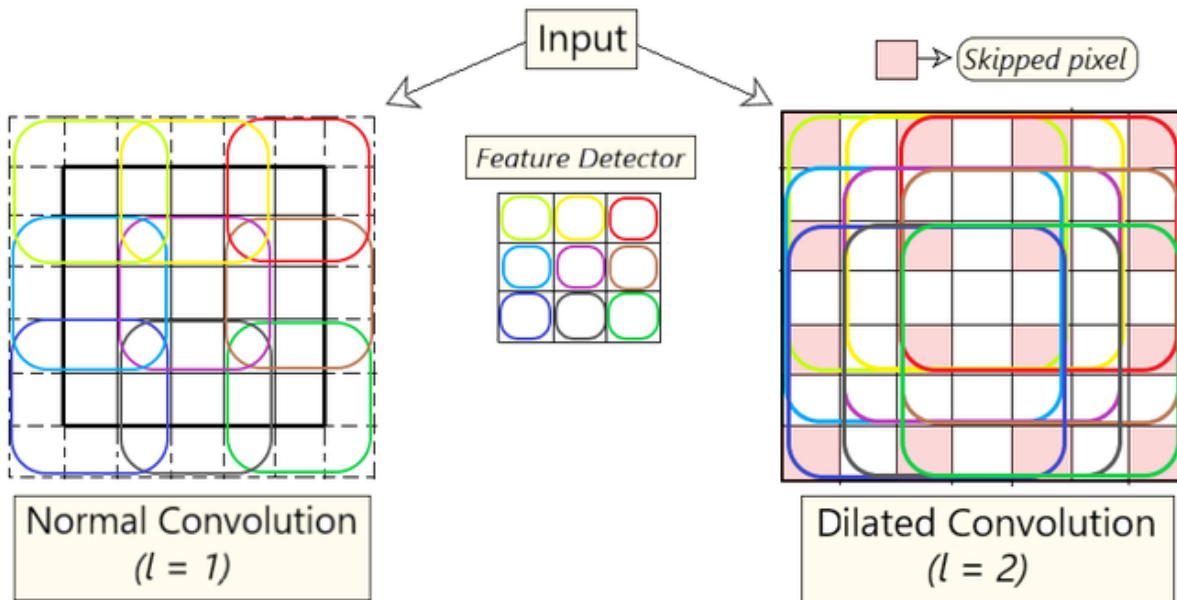 Input
Skipped pixel
Feature Detector
Normal Convolution
(l = 1)
Dilated Convolution
(l = 2)